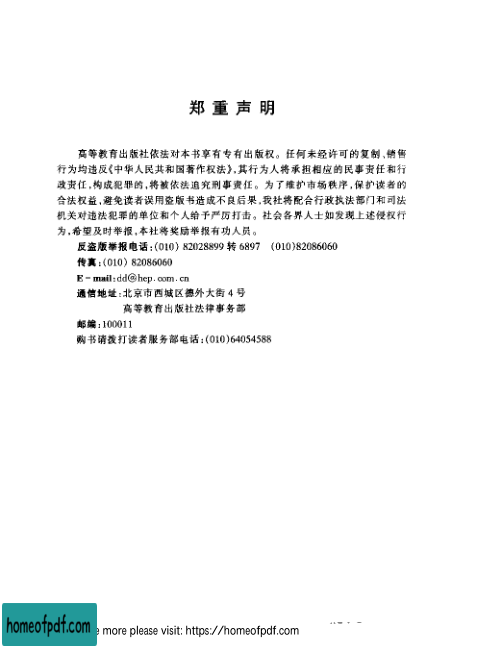 郑重声明
高等教育出版社依法对本书享有专有出版权。任何未经许可的复制、销售
行为均违反《中华人民共和国著作权法》,其行为人将承担相应的民事责任和行
政责任,构成犯罪的,将被依法追究刑事责任。为了维护市场秩序,保护读者的
合法权益,避免读者误用盗版书造成不良后果,我社将配合行政执法部门和司法
机关对违法犯罪的单位和个人给予严厉打击。社会各界人士如发现上述侵权行
为,希望及时举报,本社将奖励举报有功人员。
反盗版举报电话:(010) 82028899 转 6897 (010)82086060
传真:(010) 82086060
E-mail:dd@hep.com.cn
通信地址:北京市西城区德外大街 4 号
高等教育出版社法律事务部
邮编:100011
购书请拨打读者服务部电话:(010)64054588
homeofpdf.com
more please visit: https://homeofpdf.com